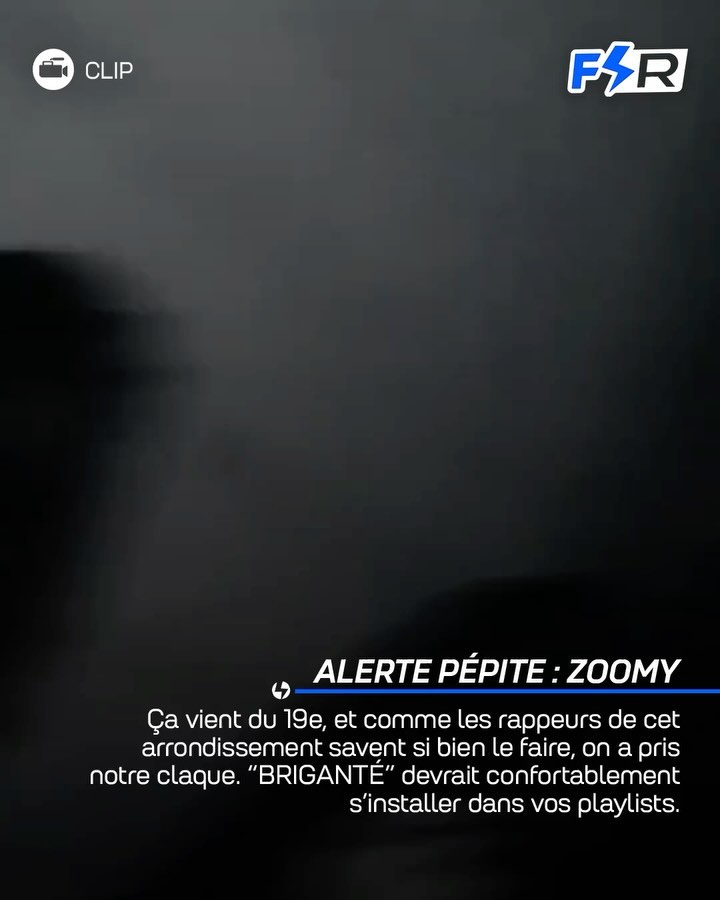 CLIP
FR
ALERTE PÉPITE : ZOOMY
Ça vient du 19e, et comme les rappeurs de cet
arrondissement savent si bien le faire, on a pris
notre claque. “BRIGANTÉ” devrait confortablement
s’installer dans vos playlists.